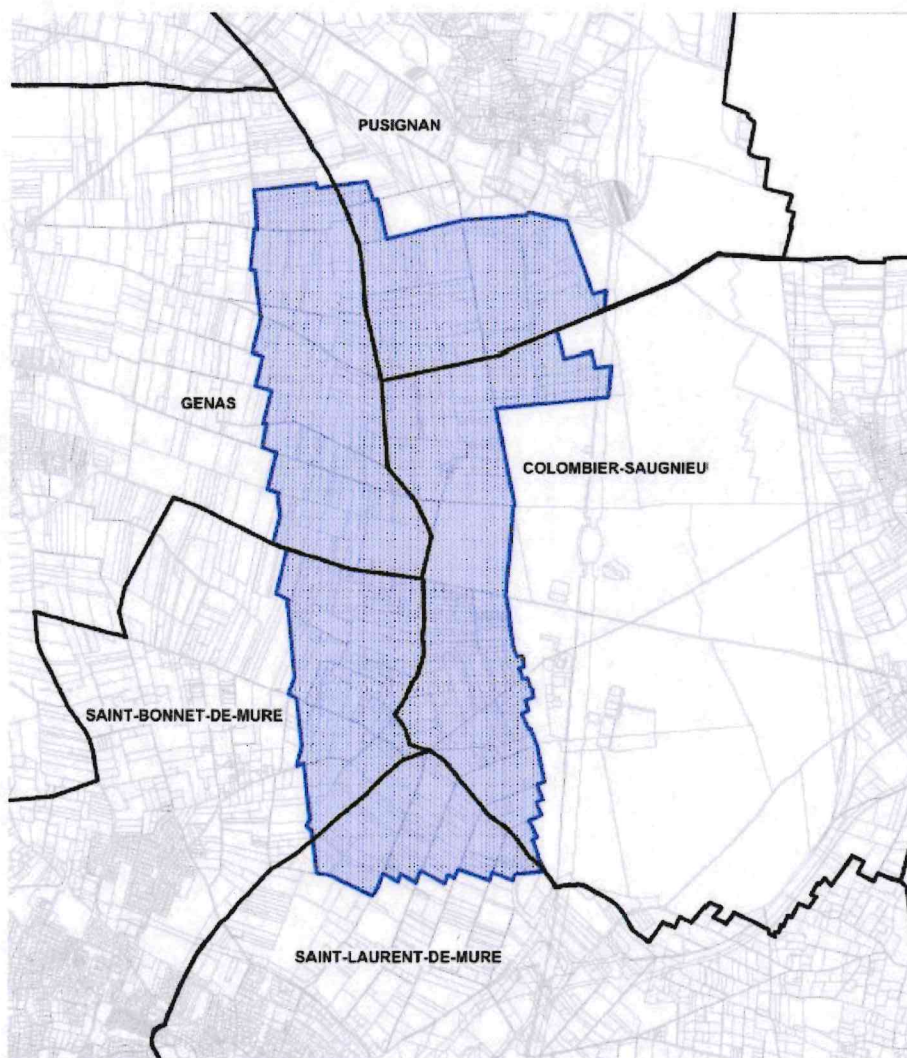 PUSIGNAN
GENAS
COLOMBIER-SAUGNIEU
SAINT-BONNET-DE-MURE
SAINT-LAURENT-DE-MURE